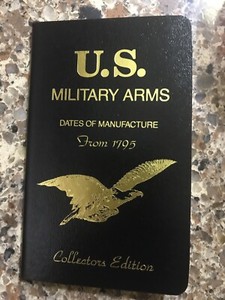 U.S.
MILITARY ARMS
DATES OF MANUFACTURE
From 1795
Collectors Edition